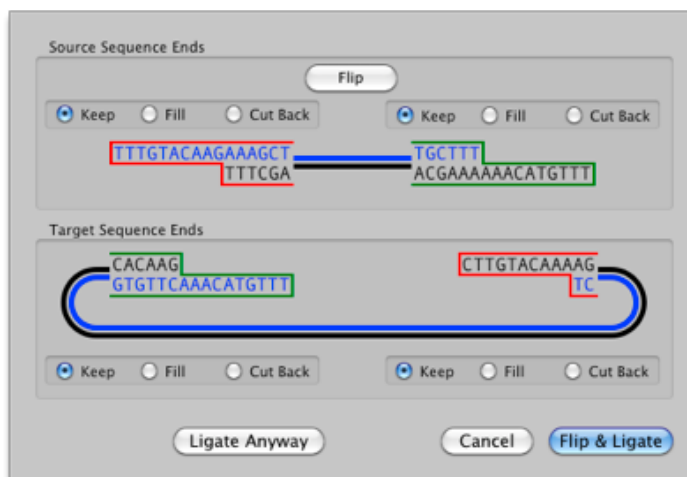 Source Sequence Ends
Flip
Keep Fill Cut Back Keep Fill Cut Back
TTTGTACAAGAAAGCT TGCTTT
TTTCGA ACGAAAAAACATGTTT
Target Sequence Ends
CACAAG CTTGTACAAAAG
GTGTTCAAACATGTTT TC
Keep Fill Cut Back Keep Fill Cut Back
Ligate Anyway Cancel Flip & Ligate